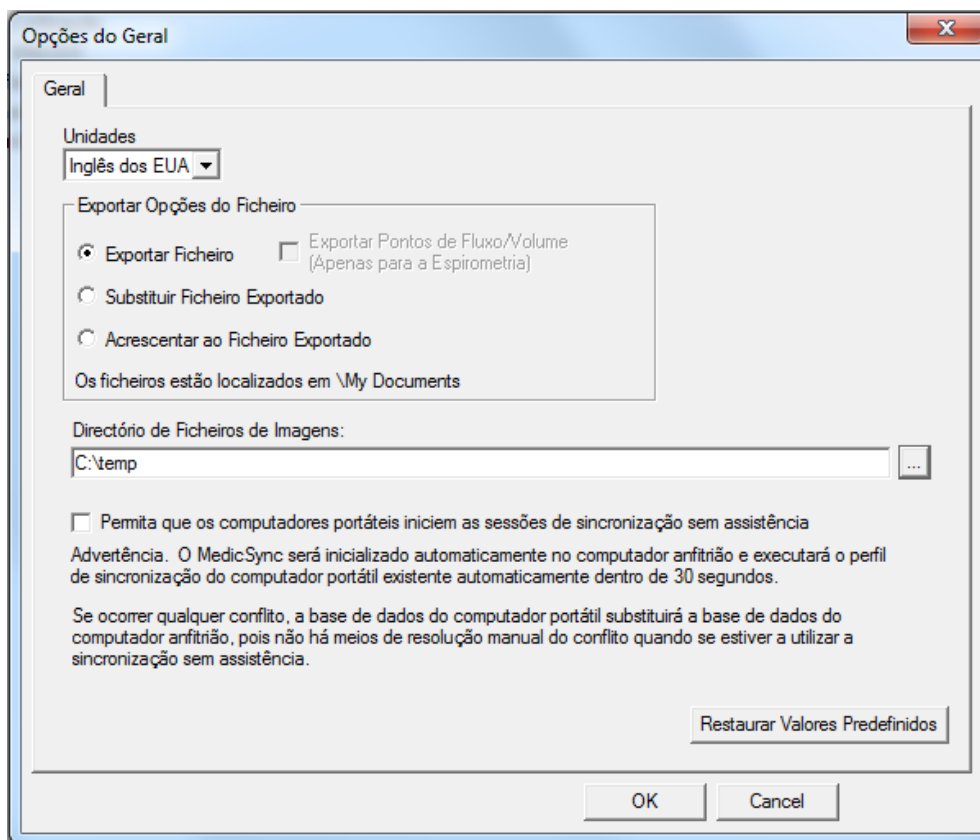 Opções do Geral
Geral
Unidades
Inglês dos EUA
Exportar Opções do Ficheiro
Exportar Ficheiro
Exportar Pontos de Fluxo/Volume
(Apenas para a Espirometria)
Substituir Ficheiro Exportado
Acrescentar ao Ficheiro Exportado
Os ficheiros estão localizados em \My Documents
Directório de Ficheiros de Imagens:
C:\temp
...
Permita que os computadores portáteis iniciem as sessões de sincronização sem assistência
Advertência. O MedicSync será inicializado automaticamente no computador anfitrião e executará o perfil
de sincronização do computador portátil existente automaticamente dentro de 30 segundos.
Se ocorrer qualquer conflito, a base de dados do computador portátil substituirá a base de dados do
computador anfitrião, pois não há meios de resolução manual do conflito quando se estiver a utilizar a
sincronização sem assistência.
Restaurar Valores Predefinidos
OK
Cancel